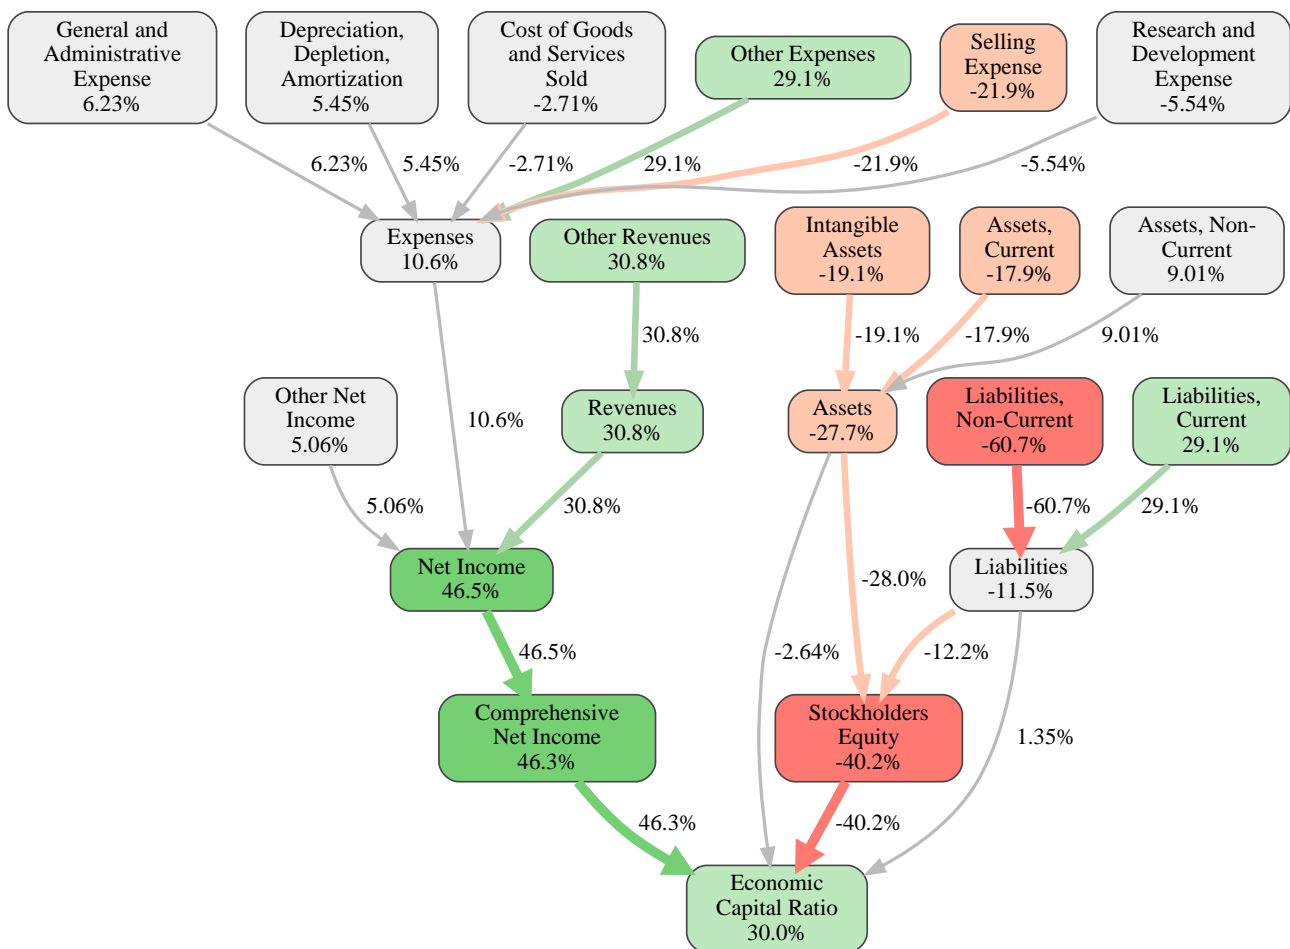 General and
Administrative
Expense
6.23%
Depreciation,
Depletion,
Amortization
5.45%
Cost of Goods
and Services
Sold
-2.71%
Other Expenses
29.1%
Selling
Expense
-21.9%
Research and
Development
Expense
-5.54%
6.23%
5.45%
-2.71%
29.1%
-21.9%
-5.54%
Expenses
10.6%
Other Revenues
30.8%
Intangible
Assets
-19.1%
Assets,
Current
-17.9%
Assets, Non-
Current
9.01%
30.8%
-19.1%
-17.9%
9.01%
Other Net
Income
5.06%
10.6%
Revenues
30.8%
Assets
-27.7%
Liabilities,
Non-Current
-60.7%
Liabilities,
Current
29.1%
5.06%
30.8%
-60.7%
29.1%
Net Income
46.5%
-28.0%
Liabilities
-11.5%
46.5%
-2.64%
-12.2%
Comprehensive
Net Income
46.3%
Stockholders
Equity
-40.2%
1.35%
46.3%
-40.2%
Economic
Capital Ratio
30.0%